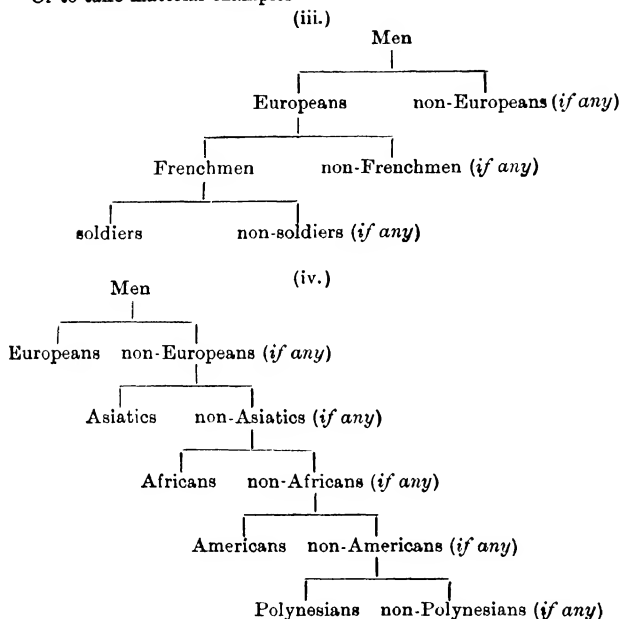 (iii.)
Men
Europeans non-Europeans (if any)
Frenchmen non-Frenchmen (if any)
soldiers non-soldiers (if any)
(iv.)
Men
Europeans non-Europeans (if any)
Asiatics non-Asiatics (if any)
Africans non-Africans (if any)
Americans non-Americans (if any)
Polynesians non-Polynesians (if any)